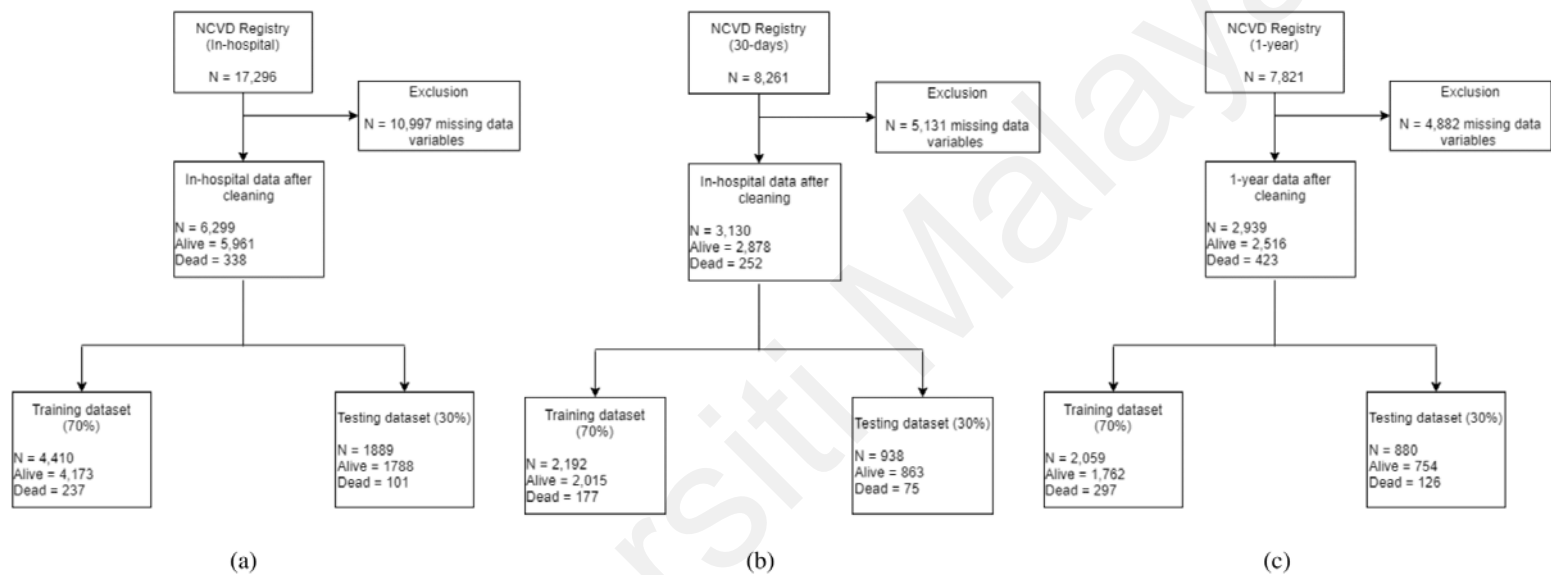 NCVD Registry
(In-hospital)
N = 17,296
Exclusion
N = 10,997 missing data
variables
In-hospital data after
cleaning
N = 6,299
Alive = 5,961
Dead = 338
Training dataset
(70%)
N = 4,410
Alive = 4,173
Dead = 237
Testing dataset (30%)
N = 1889
Alive = 1788
Dead = 101
(a)
NCVD Registry
(30-days)
N = 8,261
Exclusion
N = 5,131 missing data
variables
In-hospital data after
cleaning
N = 3,130
Alive = 2,878
Dead = 252
Training dataset
(70%)
N = 2,192
Alive = 2,015
Dead = 177
Testing dataset (30%)
N = 938
Alive = 863
Dead = 75
(b)
NCVD Registry
(1-year)
N = 7,821
Exclusion
N = 4,882 missing data
variables
1-year data after
cleaning
N = 2,939
Alive = 2,516
Dead = 423
Training dataset
(70%)
N = 2,059
Alive = 1,762
Dead = 297
Testing dataset (30%)
N = 880
Alive = 754
Dead = 126
(c)
rsiti Malaya